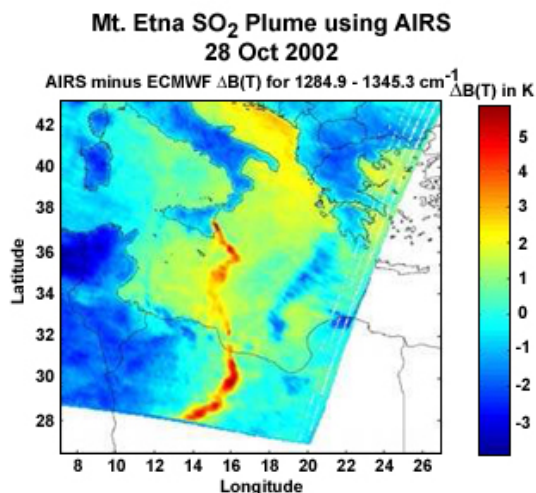 Mt. Etna SO2 Plume using AIRS
28 Oct 2002
AIRS minus ECMWF ΔB(T) for 1284.9 - 1345.3 cm-1
ΔB(T) in K
42
40
38
36
34
32
30
28
Latitude
8 10 12 14 16 18 20 22 24 26
Longitude
5
4
3
2
1
0
-1
-2
-3